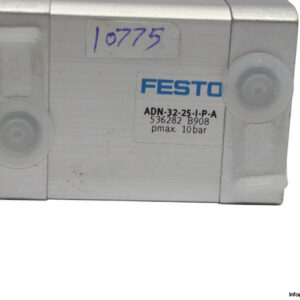 10775
FESTO
ADN-32-25-I-P-A
536282 B908
pmax. 10bar